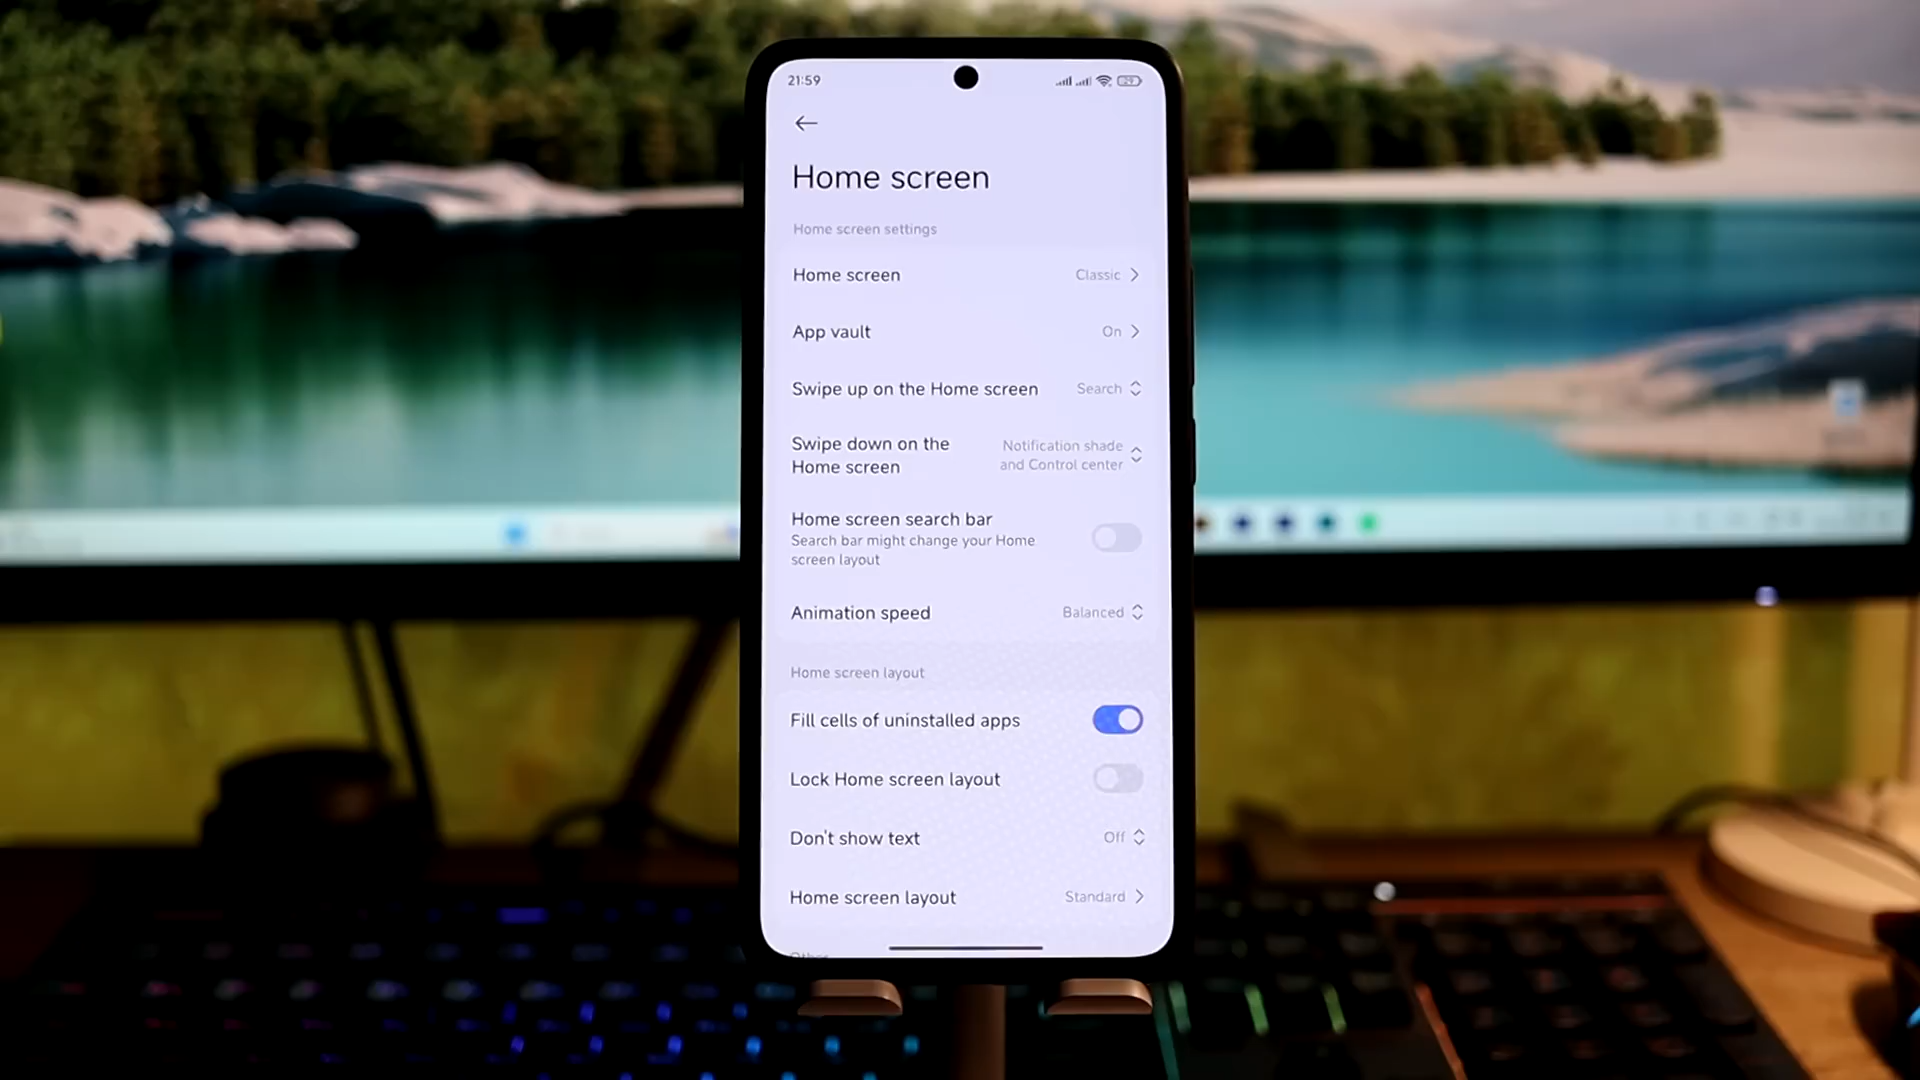 21:59
29
Home screen
Home screen settings
Home screen
Classic
App vault
On
Swipe up on the Home screen
Search
Swipe down on the
Home screen
Notification shade
and Control center
Home screen search bar
Search bar might change your Home
screen layout
Animation speed
Balanced
Home screen layout
Fill cells of uninstalled apps
Lock Home screen layout
Don't show text
Off
Home screen layout
Standard
Other